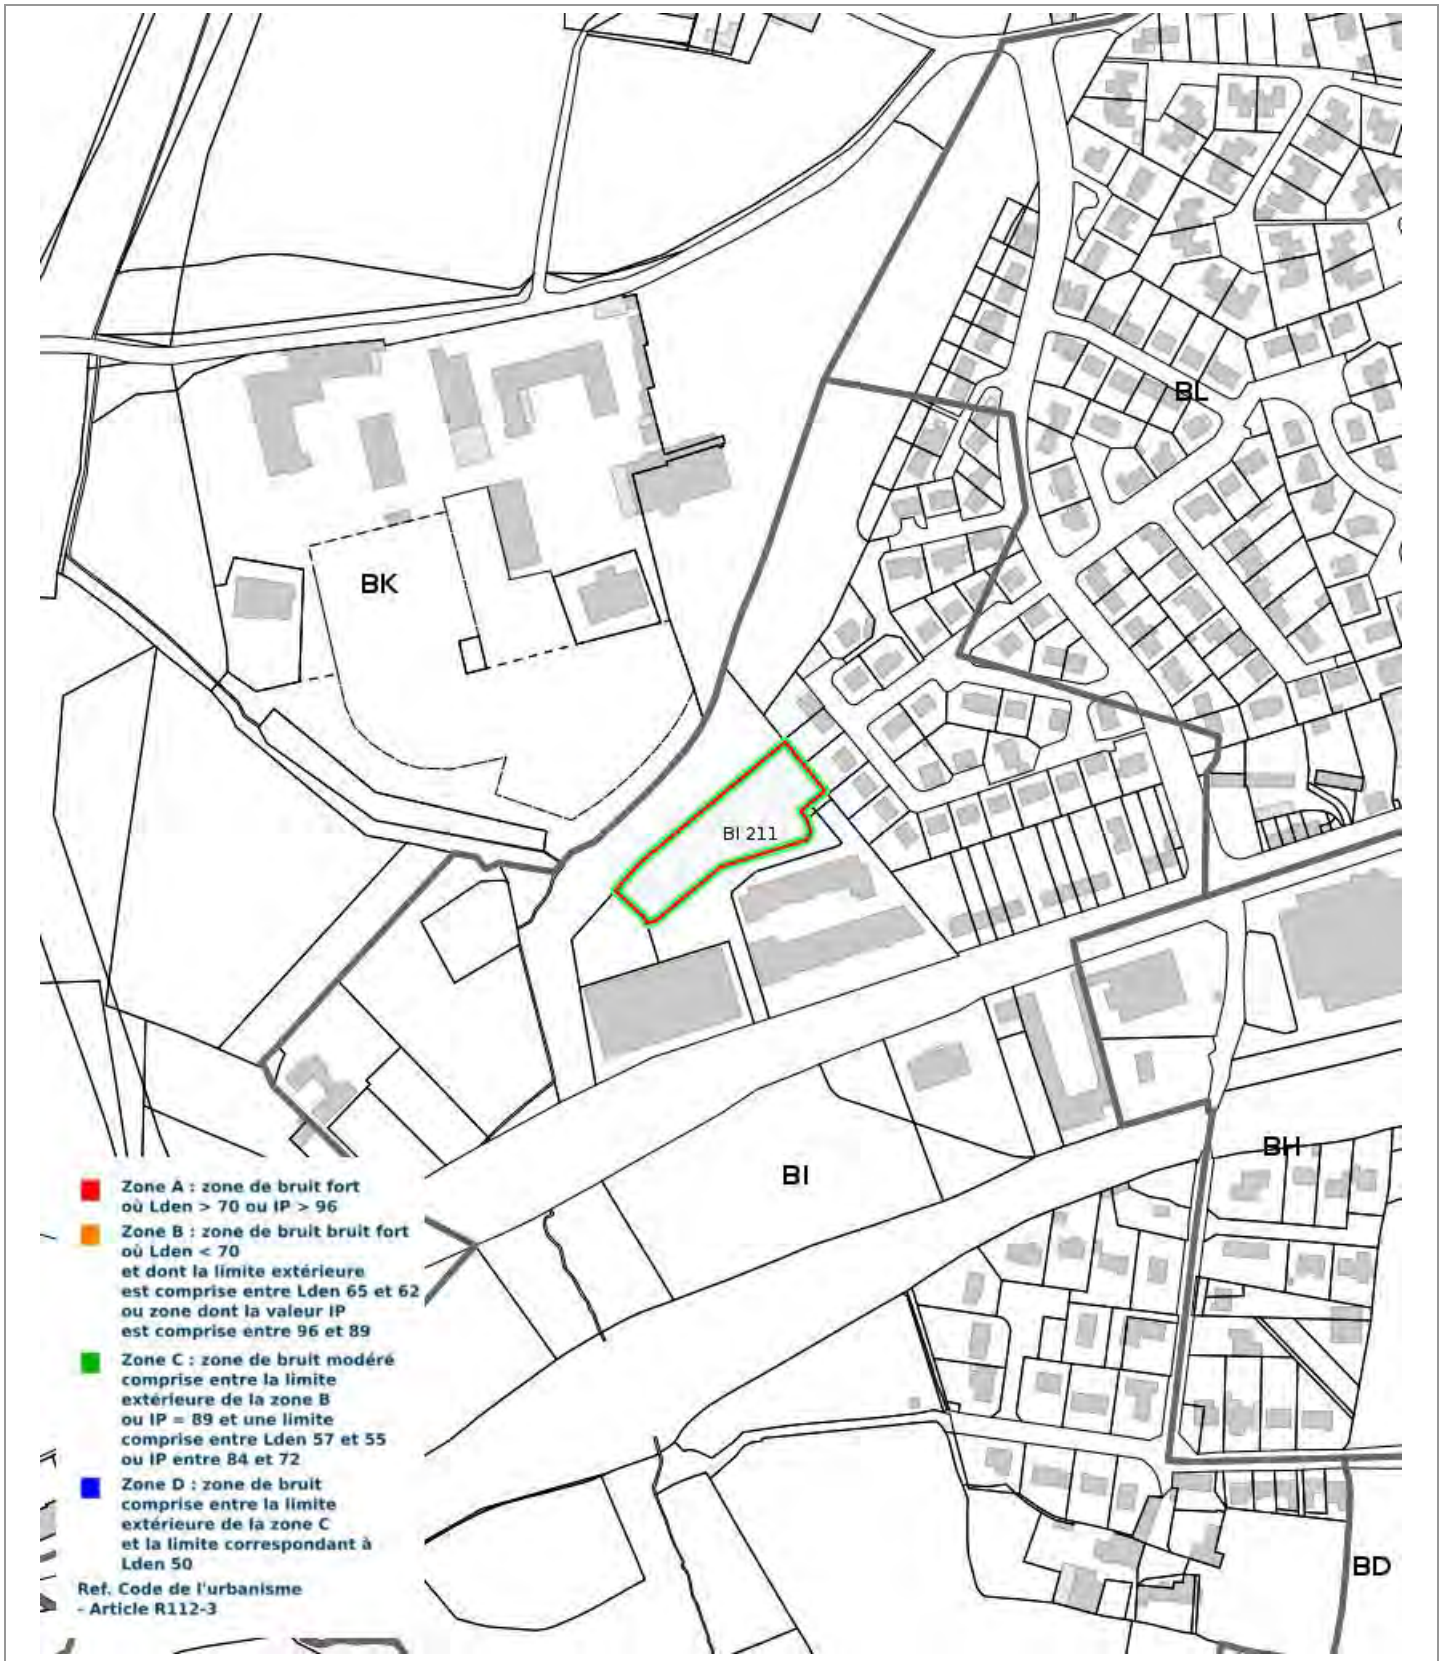 BL
BK
BI 211
BI
BH
Zone A : zone de bruit fort
où Lden > 70 ou IP > 96
Zone B : zone de bruit bruit fort
où Lden < 70
et dont la limite extérieure
est comprise entre Lden 65 et 62
ou zone dont la valeur IP
est comprise entre 96 et 89
Zone C : zone de bruit modéré
comprise entre la limite
extérieure de la zone B
ou IP = 89 et une limite
comprise entre Lden 57 et 55
ou IP entre 84 et 72
Zone D : zone de bruit
comprise entre la limite
extérieure de la zone C
et la limite correspondant à
Lden 50
Ref. Code de l'urbanisme
- Article R112-3
BD